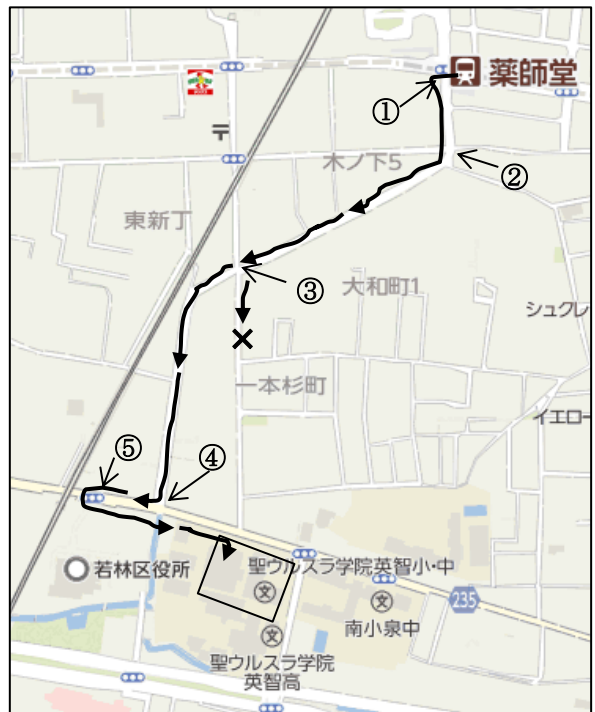 薬師堂
①
〒
木ノ下5
②
東新丁
③
大和町1
シュクレ
一本杉町
イエロー
⑤
④
若林区役所
聖ウルスラ学院英智小・中
文
文
235
南小泉中
文
聖ウルスラ学院
英智高